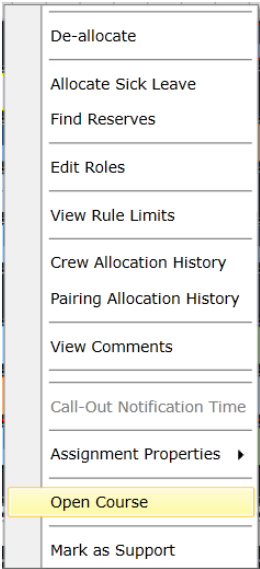 De-allocate
Allocate Sick Leave
Find Reserves
Edit Roles
View Rule Limits
Crew Allocation History
Pairing Allocation History
View Comments
Call-Out Notification Time
Assignment Properties
Open Course
Mark as Support